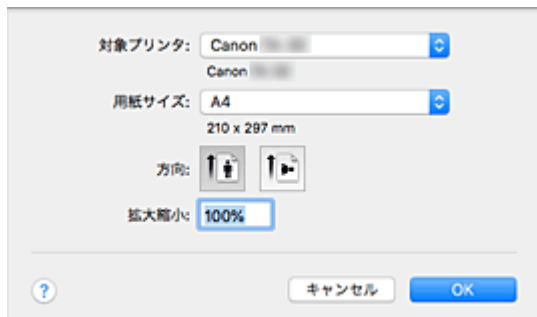 対象プリンタ: Canon
Canon
用紙サイズ: A4
210 x 297 mm
方向:
拡大縮小: 100%
?
キャンセル OK